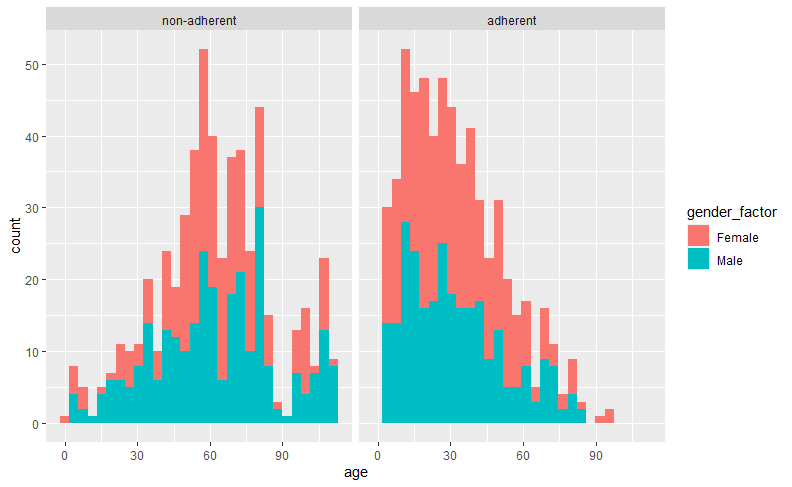 non-adherent
adherent
count
50
40
30
20
10
0
0
30
60
90
0
30
60
90
age
gender_factor
Female
Male